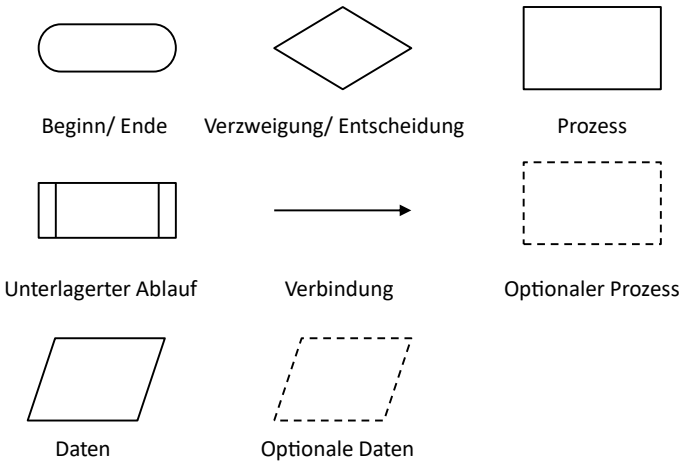 Beginn/ Ende
Verzweigung/ Entscheidung
Prozess
Unterlagerter Ablauf
Verbindung
Optionaler Prozess
Daten
Optionale Daten